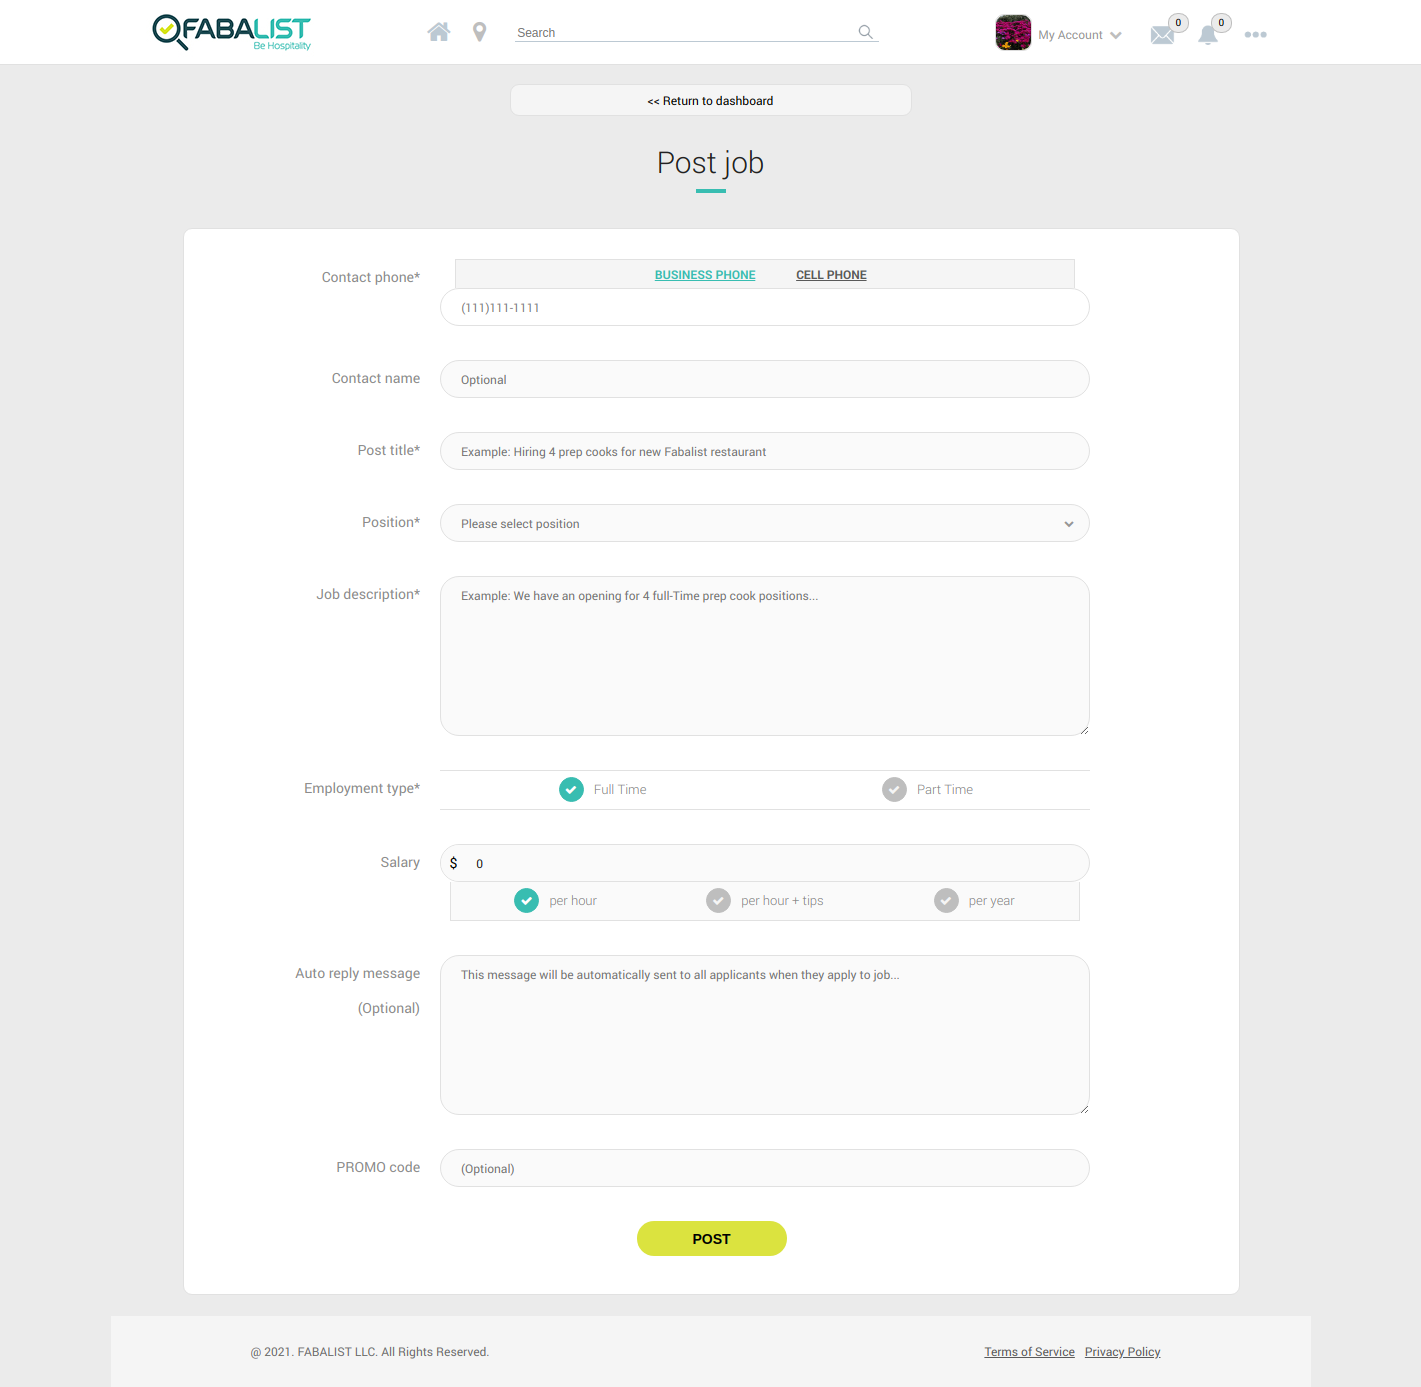 FABALIST
Be Hospitality
Search
My Account
0
0
<< Return to dashboard
Post job
Contact phone*
BUSINESS PHONE CELL PHONE
(111)111-1111
Contact name
Optional
Post title*
Example: Hiring 4 prep cooks for new Fabalist restaurant
Position*
Please select position
Job description*
Example: We have an opening for 4 full-Time prep cook positions...
Employment type*
Full Time
Part Time
Salary
$ 0
per hour
per hour + tips
per year
Auto reply message
(Optional)
This message will be automatically sent to all applicants when they apply to job...
PROMO code
(Optional)
POST
@ 2021. FABALIST LLC. All Rights Reserved.
Terms of Service Privacy Policy